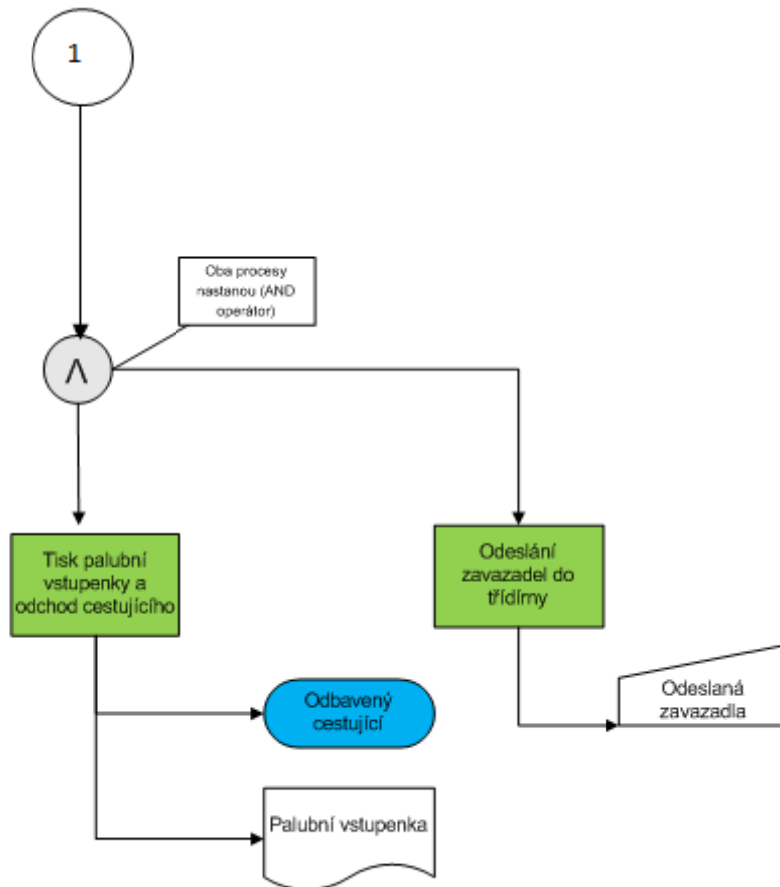 1
Oba procesy
nastanou (AND
operátor)
Λ
Tisk palubní
vstupenky a
odchod cestujícího
Odeslání
zavazadel do
třídírny
Odbavený
cestující
Odeslaná
zavazadla
Palubní vstupenka